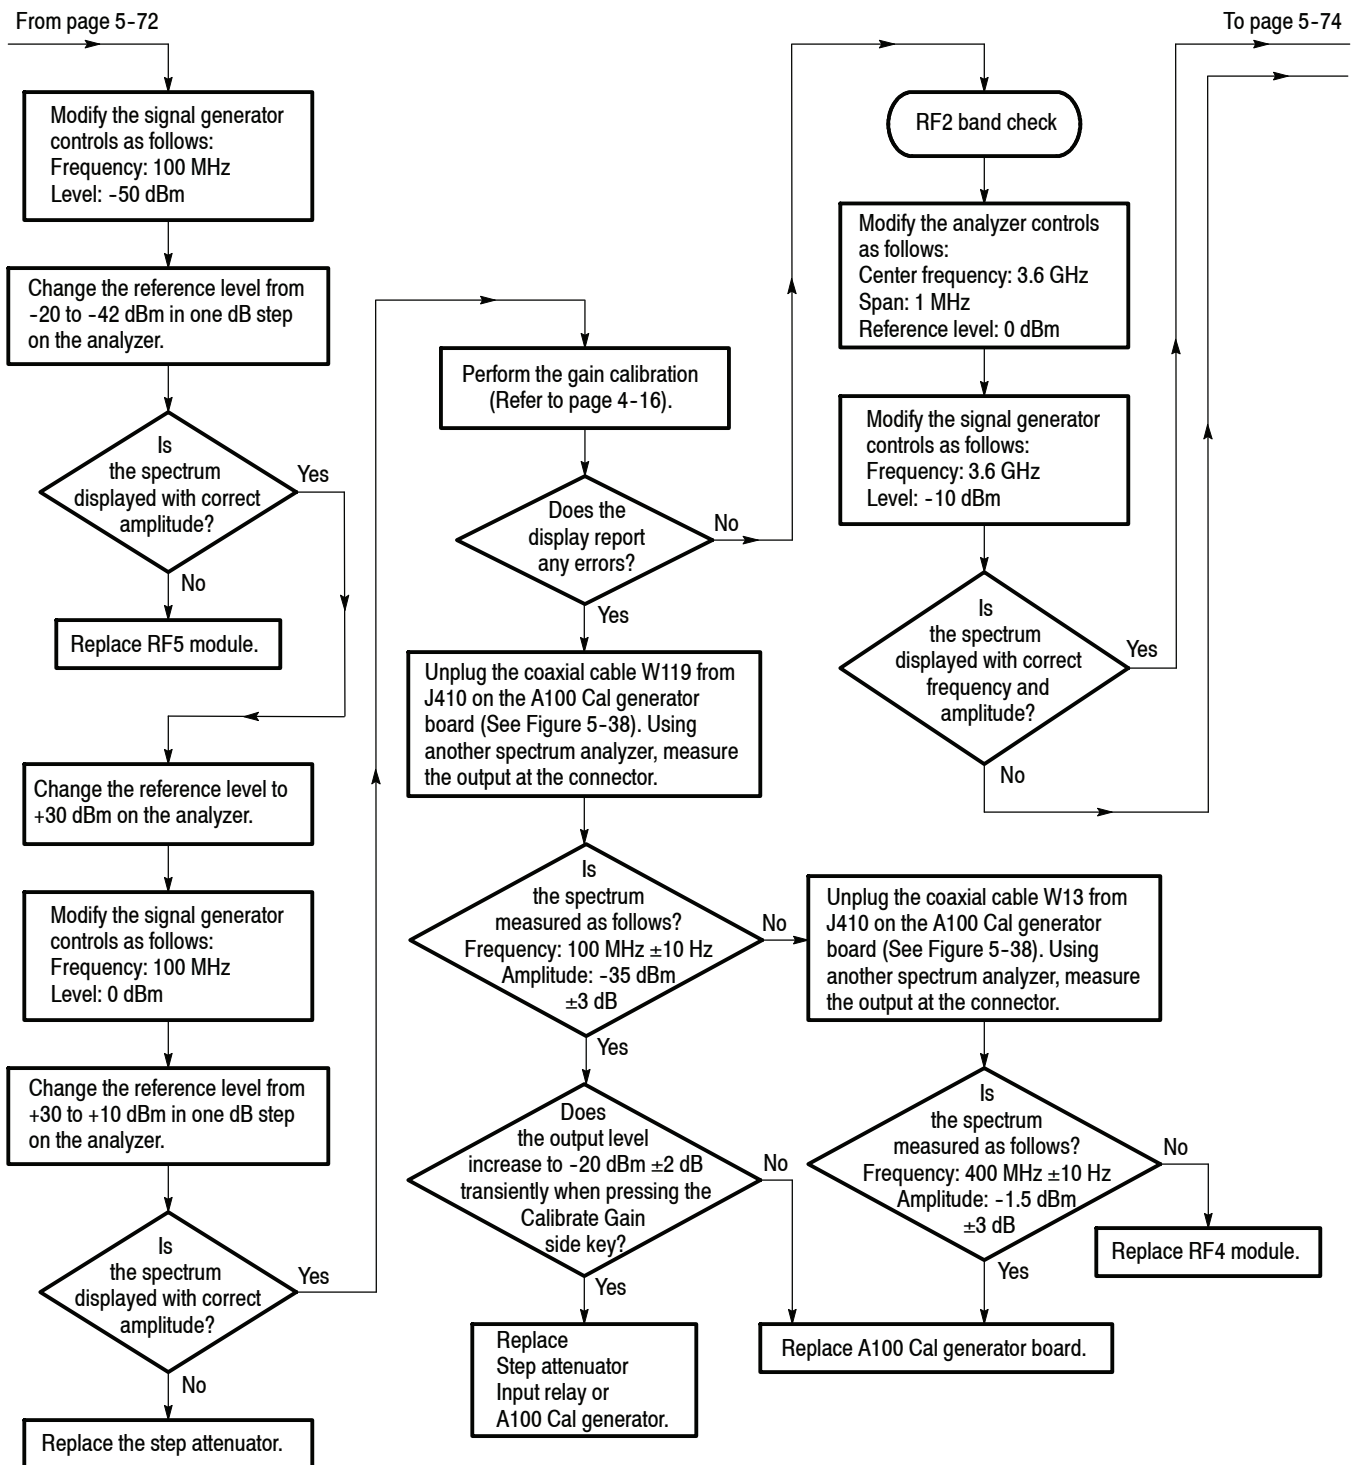 From page 5-72
To page 5-74
Modify the signal generator
controls as follows:
Frequency: 100 MHz
Level: -50 dBm
Change the reference level from
-20 to -42 dBm in one dB step
on the analyzer.
Is
the spectrum
displayed with correct
amplitude?
Yes
No
Replace RF5 module.
Change the reference level to
+30 dBm on the analyzer.
Modify the signal generator
controls as follows:
Frequency: 100 MHz
Level: 0 dBm
Change the reference level from
+30 to +10 dBm in one dB step
on the analyzer.
Is
the spectrum
displayed with correct
amplitude?
Yes
No
Replace the step attenuator.
Perform the gain calibration
(Refer to page 4-16).
Does the
display report
any errors?
No
Yes
Unplug the coaxial cable W119 from
J410 on the A100 Cal generator
board (See Figure 5-38). Using
another spectrum analyzer, measure
the output at the connector.
Is
the spectrum
measured as follows?
Frequency: 100 MHz ±10 Hz
Amplitude: -35 dBm
±3 dB
No
Yes
Does
the output level
increase to -20 dBm ±2 dB
transiently when pressing the
Calibrate Gain
side key?
No
Yes
Replace
Step attenuator
Input relay or
A100 Cal generator.
RF2 band check
Modify the analyzer controls
as follows:
Center frequency: 3.6 GHz
Span: 1 MHz
Reference level: 0 dBm
Modify the signal generator
controls as follows:
Frequency: 3.6 GHz
Level: -10 dBm
Is
the spectrum
displayed with correct
frequency and
amplitude?
Yes
No
Unplug the coaxial cable W13 from
J410 on the A100 Cal generator
board (See Figure 5-38). Using
another spectrum analyzer, measure
the output at the connector.
Is
the spectrum
measured as follows?
Frequency: 400 MHz ±10 Hz
Amplitude: -1.5 dBm
±3 dB
No
Yes
Replace RF4 module.
Replace A100 Cal generator board.